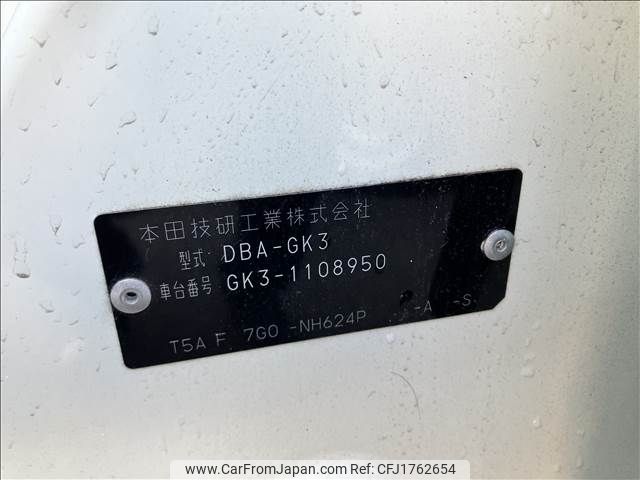 本田技研工業株式会社
型式 DBA-GK3
車台番号 GK3-1108950
T5A F 7G0 -NH624P -A -S
www.CarFromJapan.com REFNO: CFJ1762654